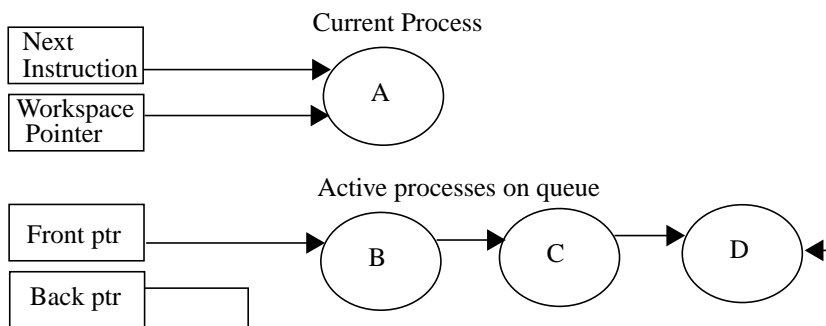 Current Process
Next
Instruction
A
Workspace
Pointer
Active processes on queue
Front ptr
B
C
D
Back ptr